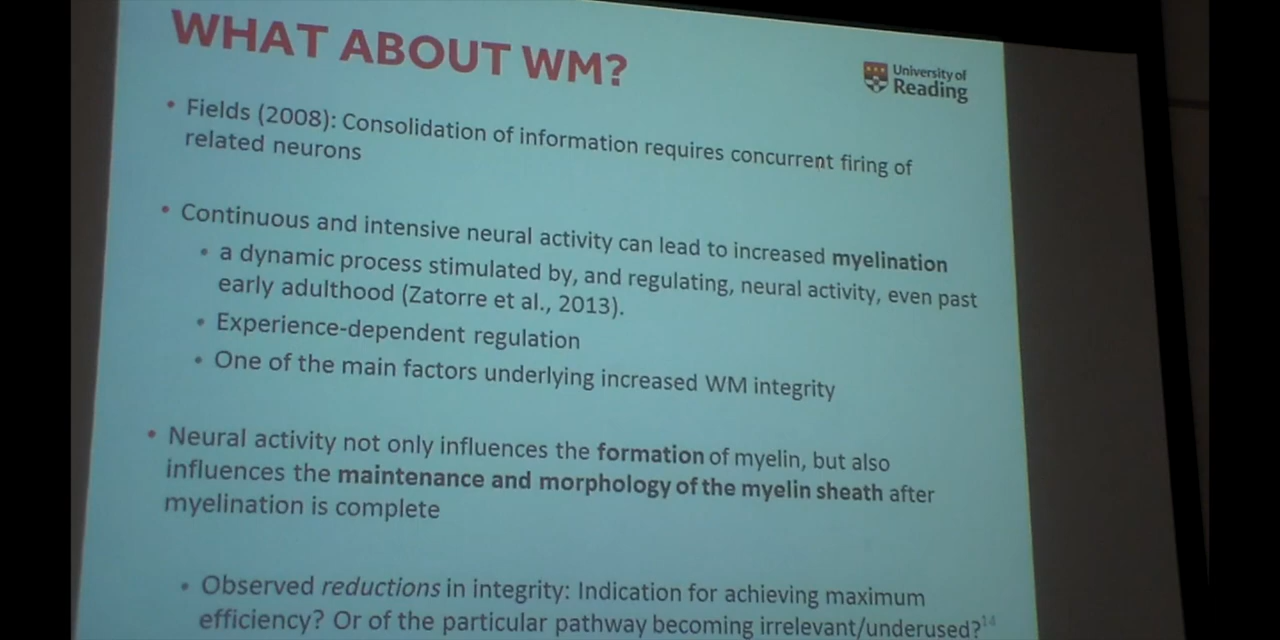 WHAT ABOUT WM?
University of
Reading
• Fields (2008): Consolidation of information requires concurrent firing of
related neurons
• Continuous and intensive neural activity can lead to increased myelination
• a dynamic process stimulated by, and regulating, neural activity, even past
early adulthood (Zatorre et al., 2013).
• Experience-dependent regulation
• One of the main factors underlying increased WM integrity
• Neural activity not only influences the formation of myelin, but also
influences the maintenance and morphology of the myelin sheath after
myelination is complete
• Observed reductions in integrity: Indication for achieving maximum
efficiency? Or of the particular pathway becoming irrelevant/underused?14